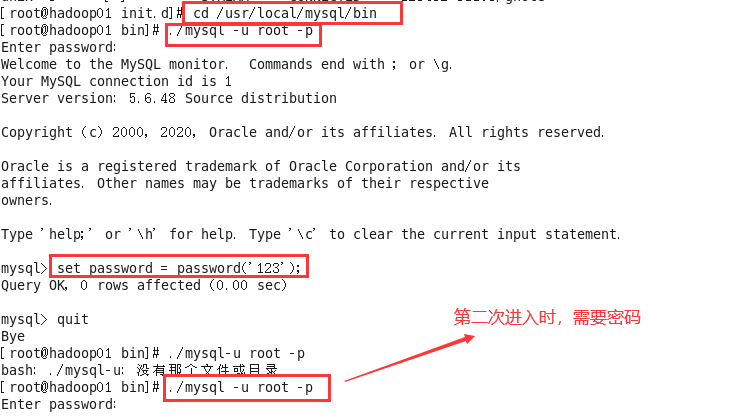 [root@hadoop01 init.d]# cd /usr/local/mysql/bin
[root@hadoop01 bin]# ./mysql -u root -p
Enter password:
Welcome to the MySQL monitor.  Commands end with ; or \g.
Your MySQL connection id is 1
Server version: 5.6.48 Source distribution
Copyright (c) 2000, 2020, Oracle and/or its affiliates. All rights reserved.
Oracle is a registered trademark of Oracle Corporation and/or its
affiliates. Other names may be trademarks of their respective
owners.
Type 'help;' or '\h' for help. Type '\c' to clear the current input statement.
mysql> set password = password('123');
Query OK, 0 rows affected (0.00 sec)
mysql> quit
第二次进入时，需要密码
Bye
[root@hadoop01 bin]# ./mysql-u root -p
bash: ./mysql-u: 没有那个文件或目录
[root@hadoop01 bin]# ./mysql -u root -p
Enter password: